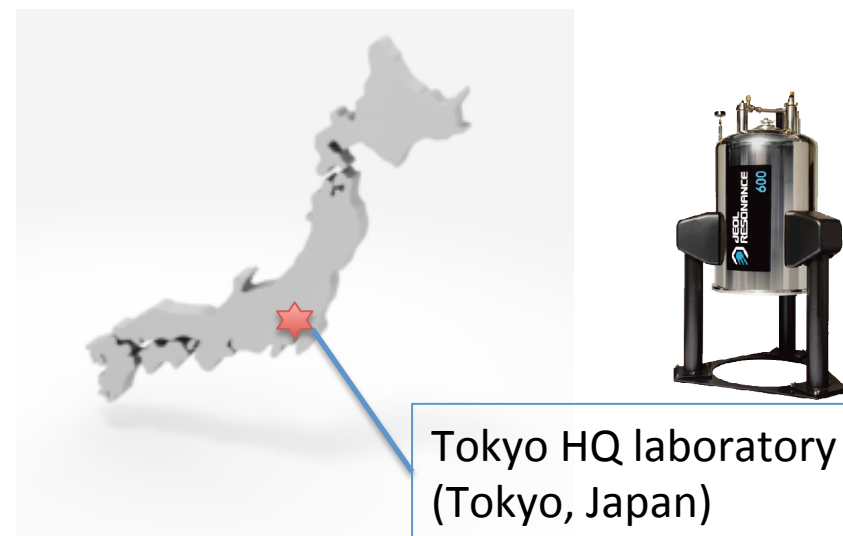 JEOL
RESONANCE
600
Tokyo HQ laboratory
(Tokyo, Japan)